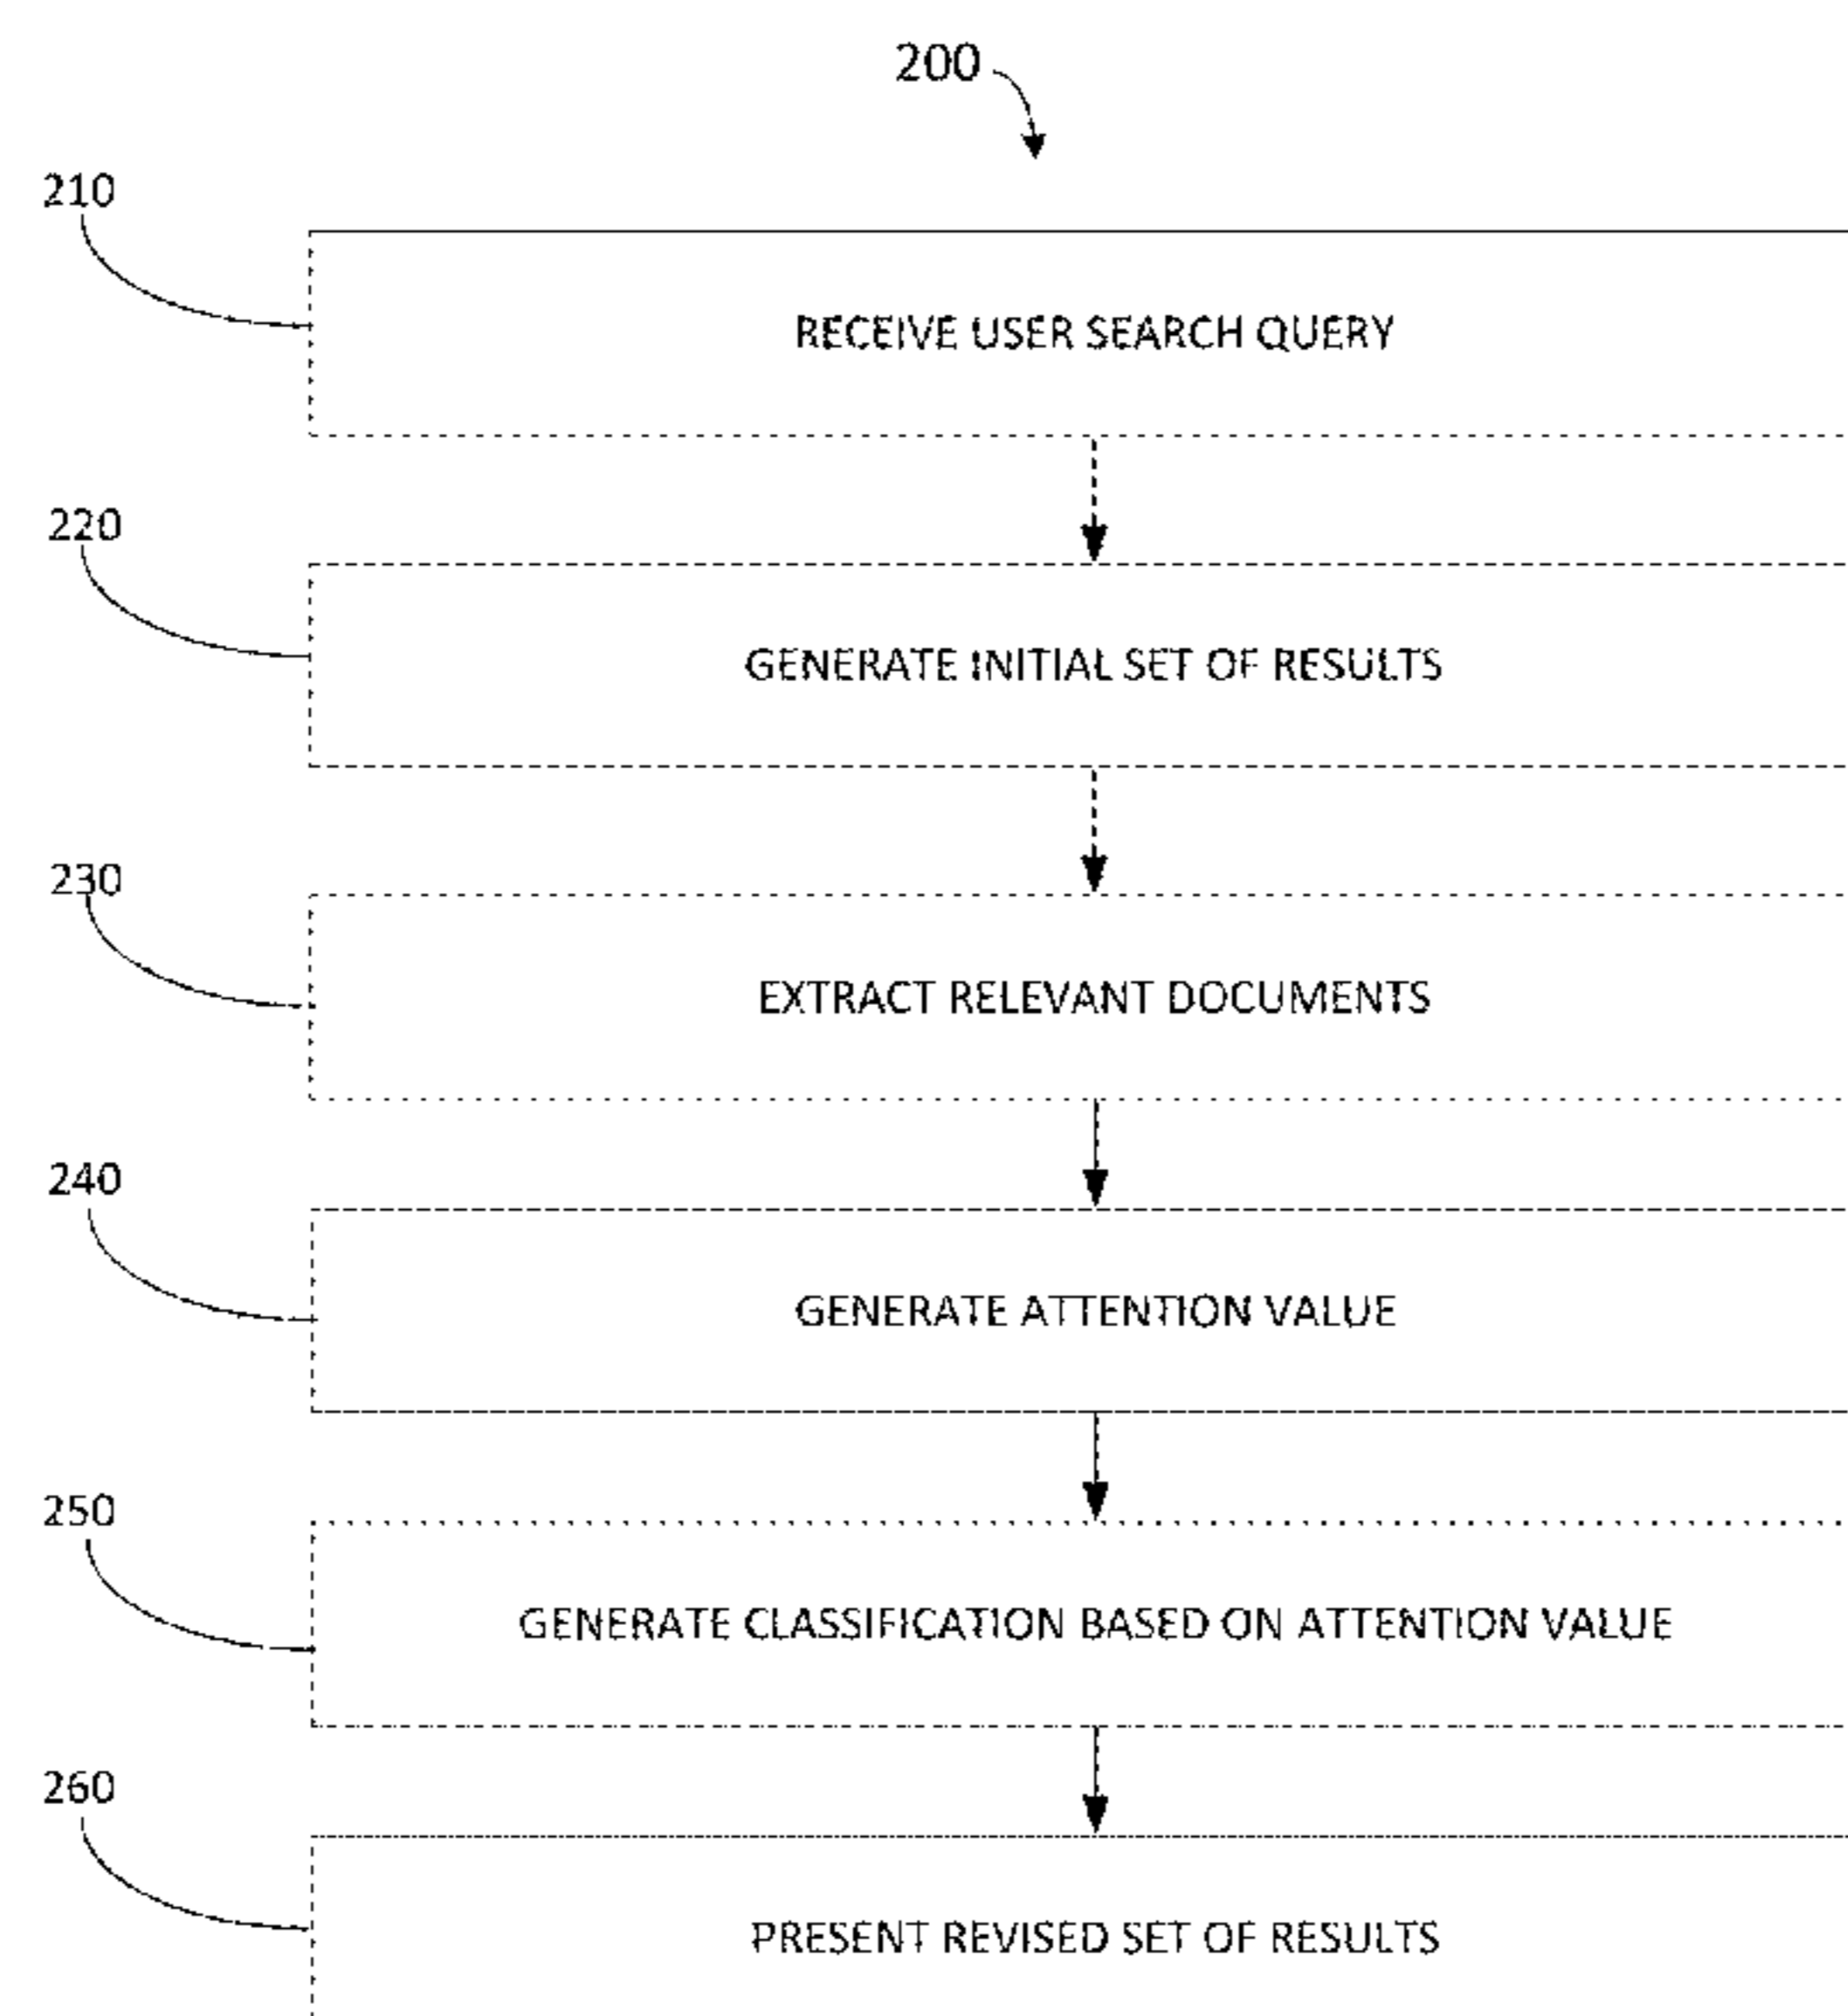 200
210
RECEIVE USER SEARCH QUERY
220
GENERATE INITIAL SET OF RESULTS
230
EXTRACT RELEVANT DOCUMENTS
240
GENERATE ATTENTION VALUE
250
GENERATE CLASSIFICATION BASED ON ATTENTION VALUE
260
PRESENT REVISED SET OF RESULTS